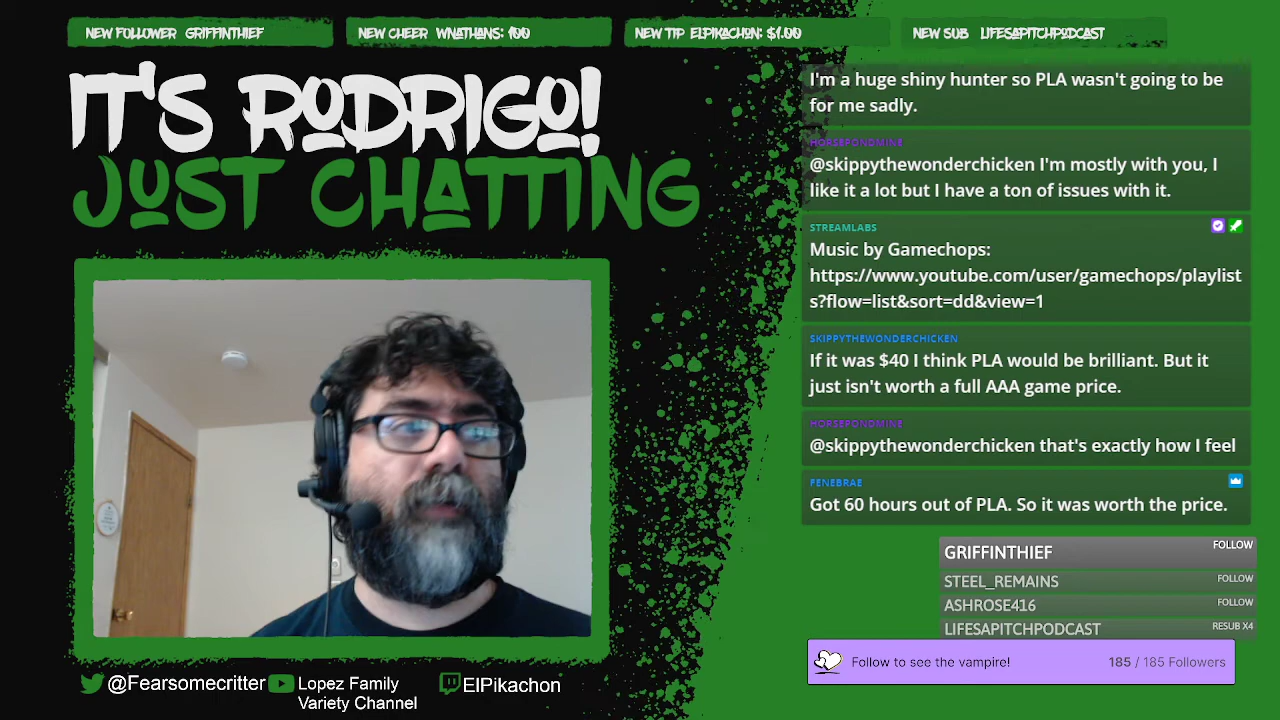 NEW FOLLOWER GRIFFINTHIEF
NEW CHEER WNATHANS: 100
NEW TIP ELPIKACHON: $1.00
NEW SUB LIFESAPITCHPODCAST
IT'S RODRIGO!
JUST CHATTING
I'm a huge shiny hunter so PLA wasn't going to be
for me sadly.
HORSEPONDMINE
@skippythewonderchicken I'm mostly with you, I
like it a lot but I have a ton of issues with it.
STREAMLABS
Music by Gamechops:
https://www.youtube.com/user/gamechops/playlist
s?flow=list&sort=dd&view=1
SKIPPYTHEWONDERCHICKEN
If it was $40 I think PLA would be brilliant. But it
just isn't worth a full AAA game price.
HORSEPONDMINE
@skippythewonderchicken that's exactly how I feel
FENEBRAE
Got 60 hours out of PLA. So it was worth the price.
GRIFFINTHIEF FOLLOW
STEEL_REMAINS FOLLOW
ASHROSE416 FOLLOW
LIFESAPITCHPODCAST RESUB X4
Follow to see the vampire! 185 / 185 Followers
@Fearsomecritter
Lopez Family
Variety Channel
ElPikachon